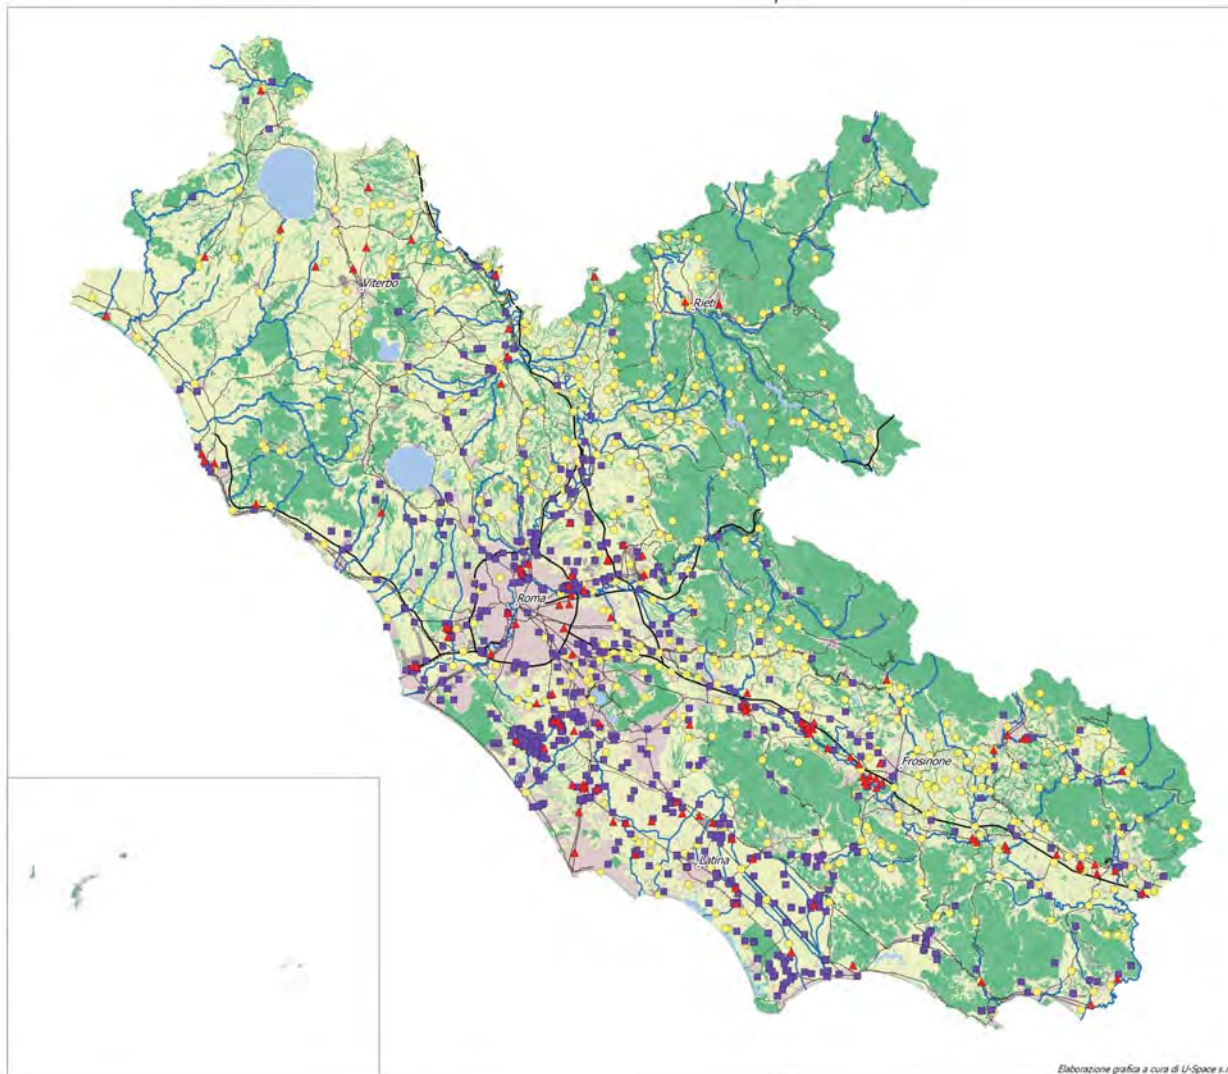 Viterbo
Rieti
Roma
Frosinone
Latina
Elaborazione grafica a cura di U-Space s.r